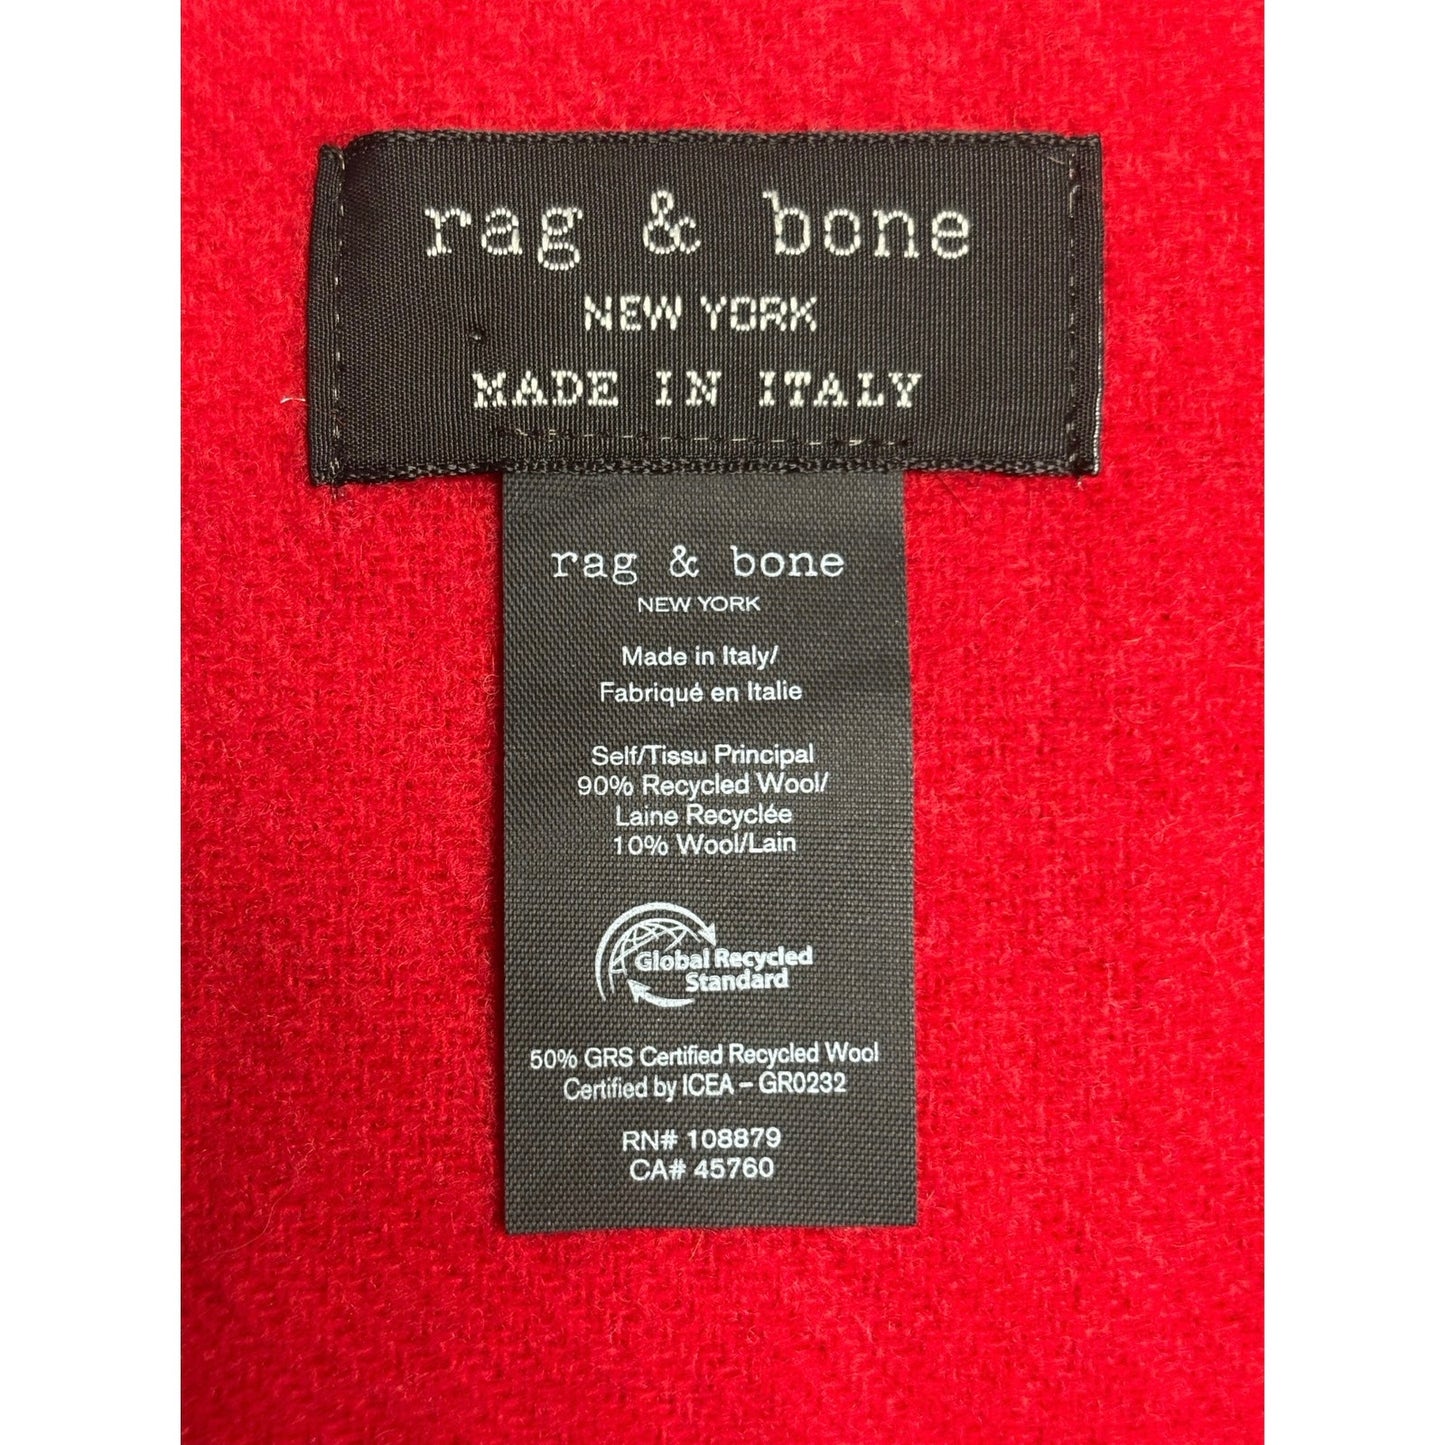 rag & bone
NEW YORK
MADE IN ITALY
rag & bone
NEW YORK
Made in Italy/
Fabriqué en Italie
Self/Tissu Principal
90% Recycled Wool/
Laine Recyclée
10% Wool/Lain
Global Recycled
Standard
50% GRS Certified Recycled Wool
Certified by ICEA – GR0232
RN# 108879
CA# 45760